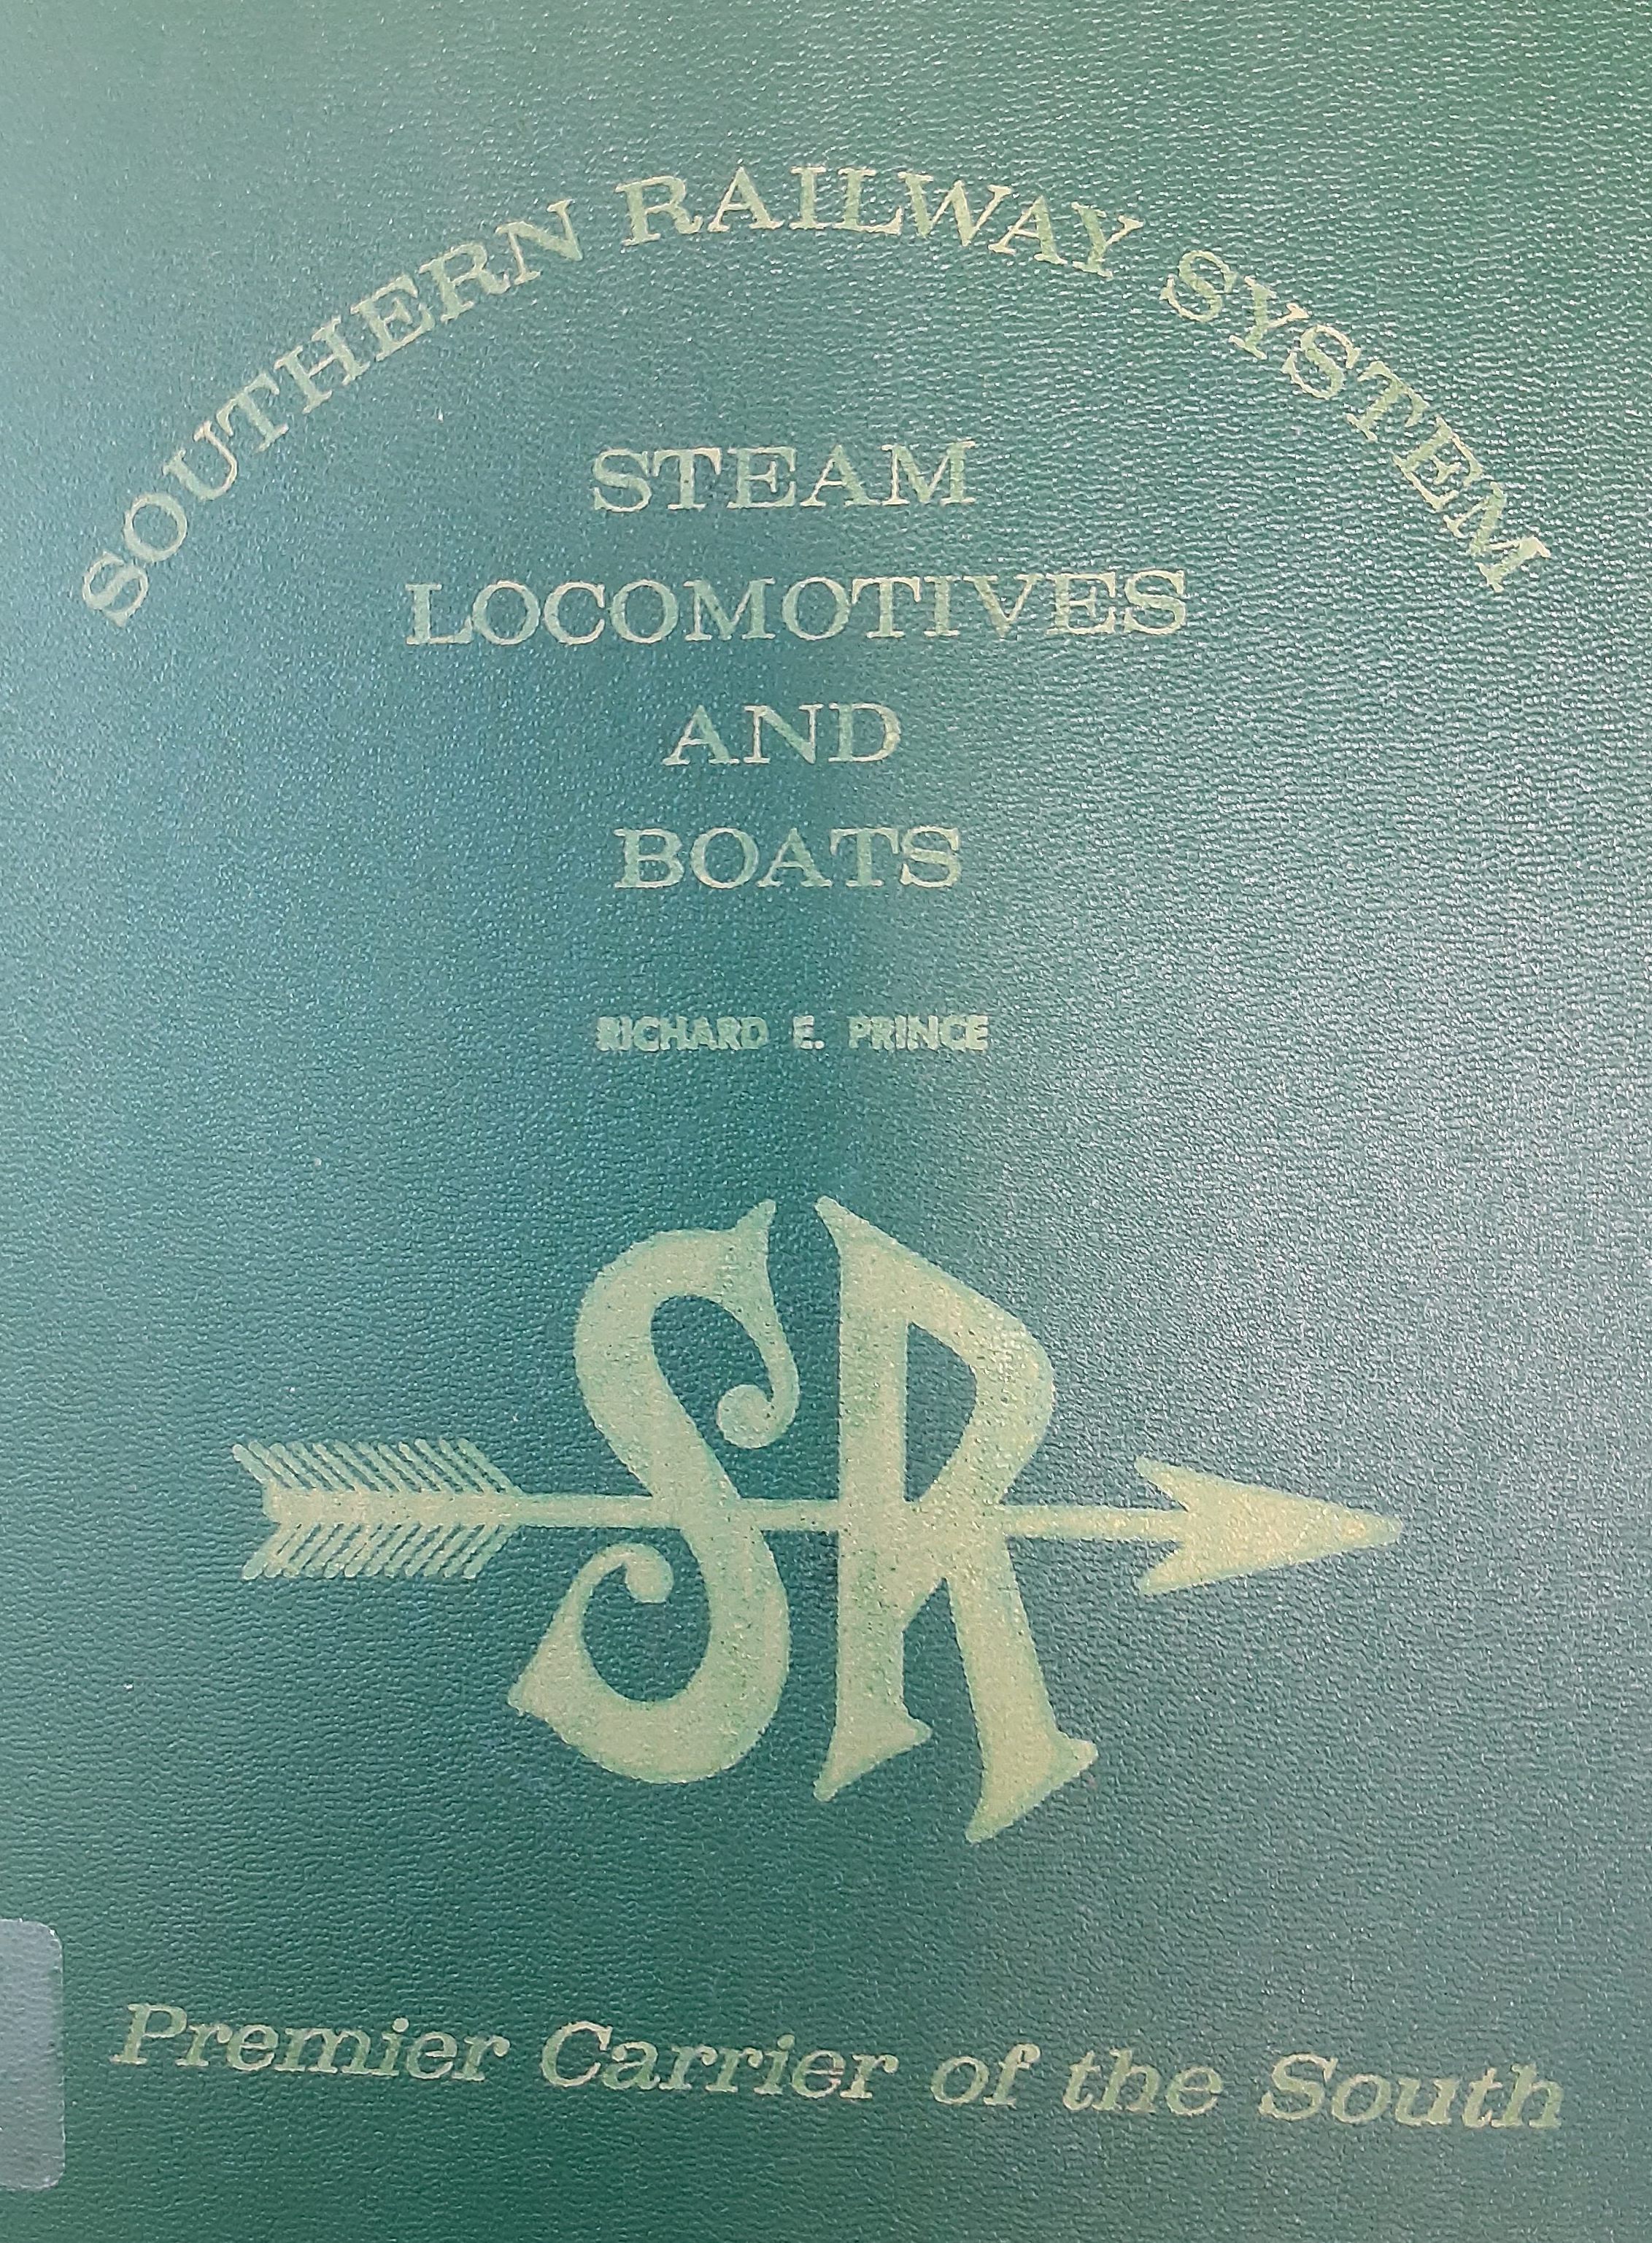 SOUTHERN RAILWAY SYSTEM
STEAM
LOCOMOTIVES
AND
BOATS
RICHARD E. PRINCE
SR
Premier Carrier of the South